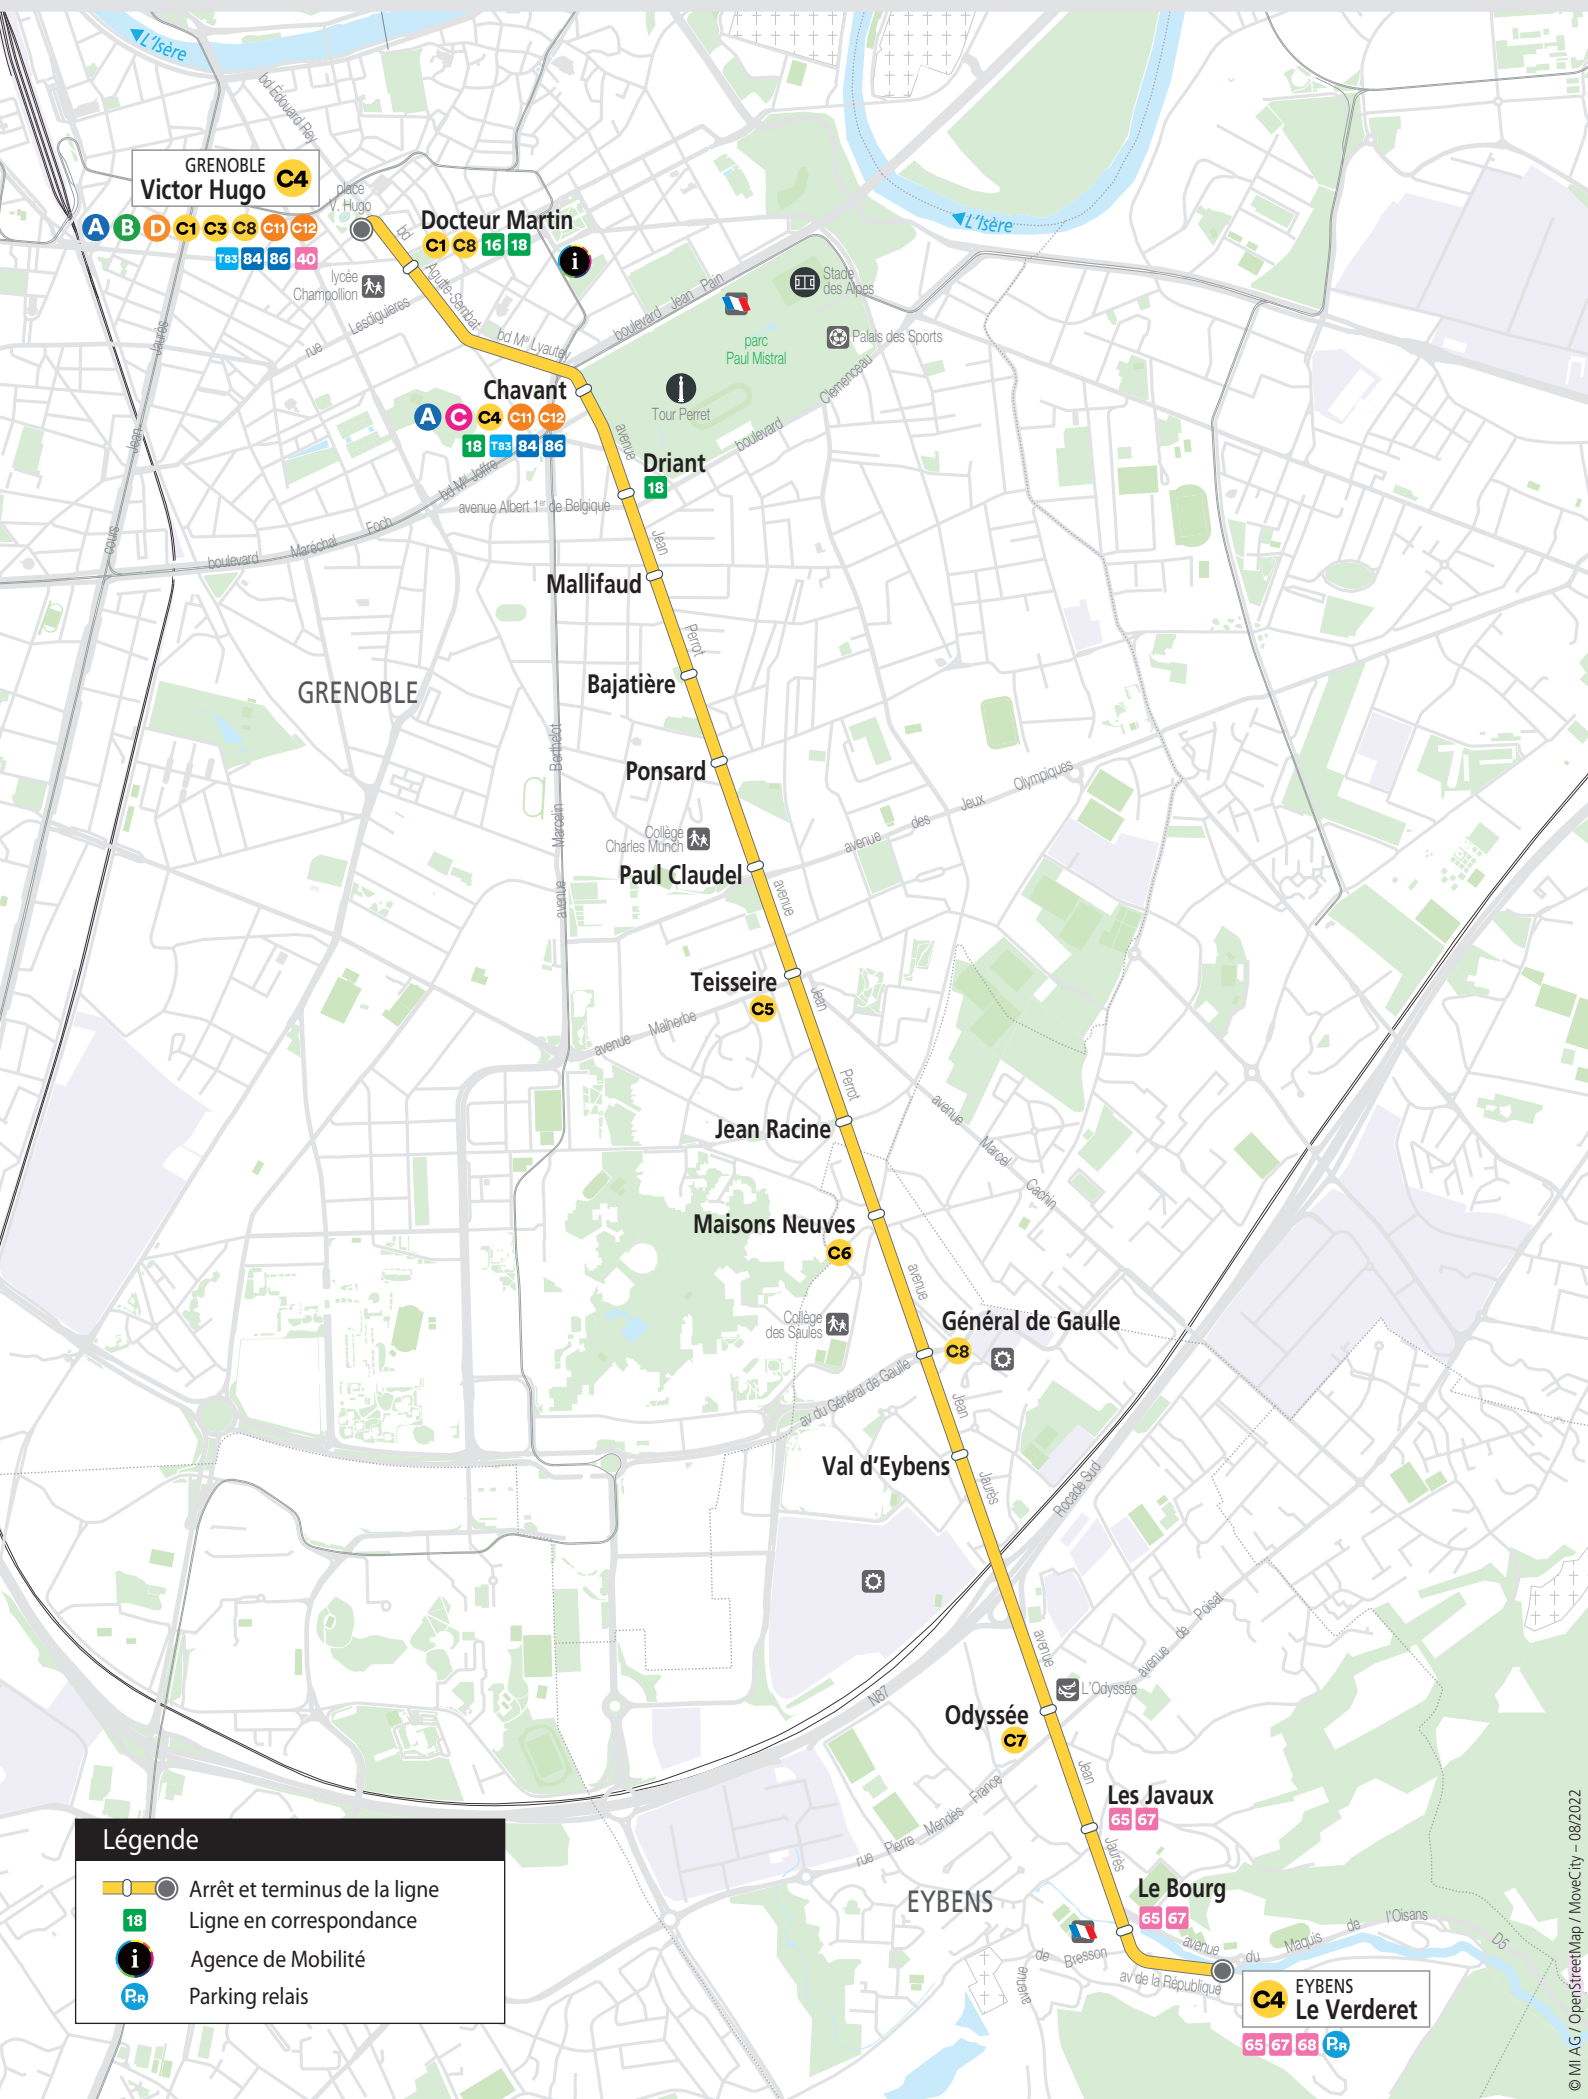 L'Isère
bd Édouard Rey
GRENOBLE
Victor Hugo
C4
A B D C1 C3 C8 C11 C12
T83 84 86 40
place
V. Hugo
Docteur Martin
C1 C8 16 18
i
L'Isère
lycée
Champollion
bd
Agutte-Sembat
rue
Lesdiguières
bd Mal Lyautey
boulevard Jean Pain
Stade
des Alpes
Palais des Sports
parc
Paul Mistral
Tour Perret
boulevard
Clemenceau
Chavant
A C C4 C11 C12
18 T83 84 86
cours
Jean
Jaurès
boulevard
Maréchal
Foch
bd Mal Joffre
avenue
Driant
18
avenue Albert 1er de Belgique
Jean
Mallifaud
Perrot
Bajatière
GRENOBLE
avenue
Marcelin
Berthelot
Ponsard
Collège
Charles Munch
Paul Claudel
avenue
des
Jeux
Olympiques
avenue
Teisseire
C5
Jean
avenue
Malherbe
Perrot
Jean Racine
avenue
Marcel
Cachin
Maisons Neuves
C6
avenue
Collège
des Saules
Général de Gaulle
C8
av du Général de Gaulle
Jean
Val d'Eybens
Jaurès
Rocade Sud
avenue
avenue
de
Poisat
L'Odyssée
N87
Odyssée
C7
Jean
rue
Pierre
Mendès
France
Les Javaux
65 67
Jaurès
Le Bourg
65 67
EYBENS
avenue
de
Bresson
avenue
du
Maquis
de
l'Oisans
D5
av de la République
C4
EYBENS
Le Verderet
65 67 68 P+R
Légende
Arrêt et terminus de la ligne
18
Ligne en correspondance
i
Agence de Mobilité
P+R
Parking relais
© MI AG / OpenStreetMap / MoveCity – 08/2022